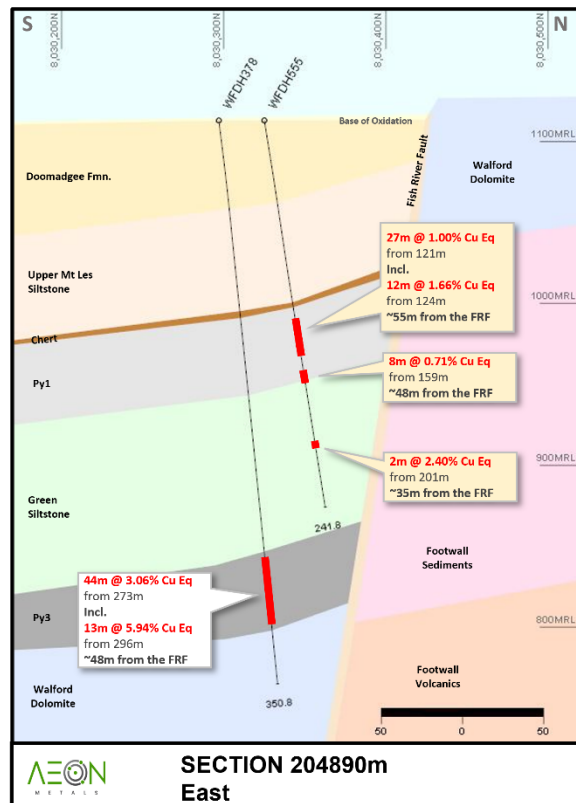 S
N
8,030,200N
8,030,300N
8,030,400N
8,030,500N
WFDH378
WFDH555
Base of Oxidation
1100MRL
Doomadgee Fmn.
Fish River Fault
Walford
Dolomite
27m @ 1.00% Cu Eq
from 121m
Incl.
12m @ 1.66% Cu Eq
from 124m
~55m from the FRF
Upper Mt Les
Siltstone
1000MRL
Chert
Py1
8m @ 0.71% Cu Eq
from 159m
~48m from the FRF
2m @ 2.40% Cu Eq
from 201m
~35m from the FRF
900MRL
Green
Siltstone
241.8
Footwall
Sediments
44m @ 3.06% Cu Eq
from 273m
Incl.
13m @ 5.94% Cu Eq
from 296m
~48m from the FRF
Py3
800MRL
Walford
Dolomite
350.8
Footwall
Volcanics
50
0
50
AEON
METALS
SECTION 204890m
East